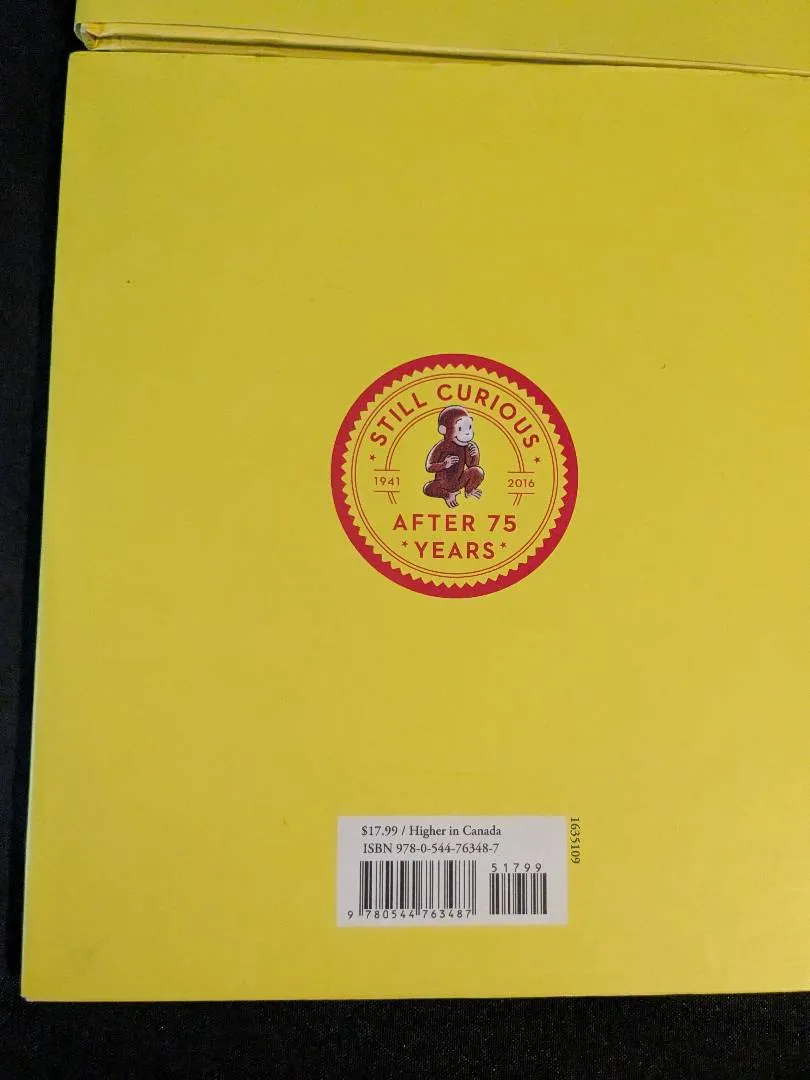 STILL CURIOUS
1941
2016
AFTER 75
YEARS
$17.99 / Higher in Canada
ISBN 978-0-544-76348-7
51799
9 780544 763487
1635109